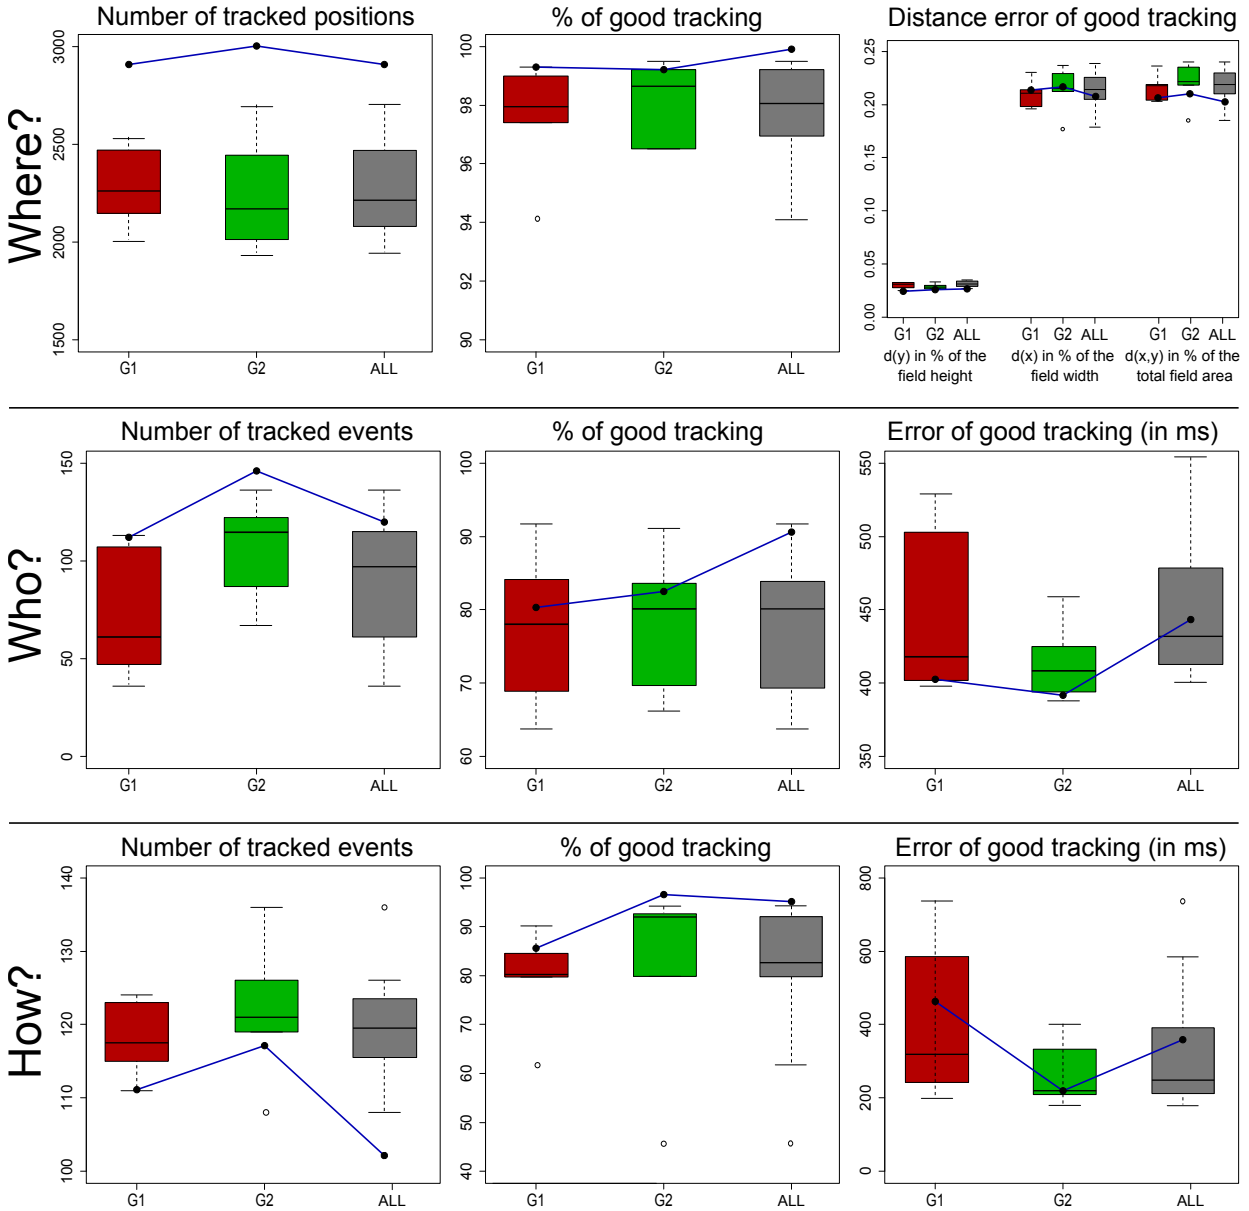 Where?
Number of tracked positions
3000
2500
2000
1500
G1 G2 ALL
% of good tracking
100
98
96
94
92
90
G1 G2 ALL
Distance error of good tracking
0.25
0.20
0.15
0.10
0.05
0.00
G1 G2 ALL G1 G2 ALL G1 G2 ALL
d(y) in % of the
field height
d(x) in % of the
field width
d(x,y) in % of the
total field area
Who?
Number of tracked events
150
100
50
0
G1 G2 ALL
% of good tracking
100
90
80
70
60
G1 G2 ALL
Error of good tracking (in ms)
550
500
450
400
350
G1 G2 ALL
How?
Number of tracked events
140
130
120
110
100
G1 G2 ALL
% of good tracking
100
90
80
70
60
50
40
G1 G2 ALL
Error of good tracking (in ms)
800
600
400
200
0
G1 G2 ALL